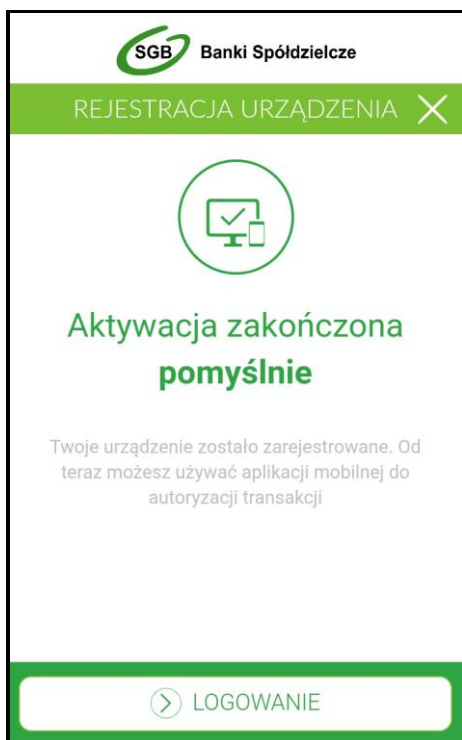 SGB Banki Spółdzielcze
REJESTRACJA URZĄDZENIA
Aktywacja zakończona
pomyślnie
Twoje urządzenie zostało zarejestrowane. Od
teraz możesz używać aplikacji mobilnej do
autoryzacji transakcji
LOGOWANIE